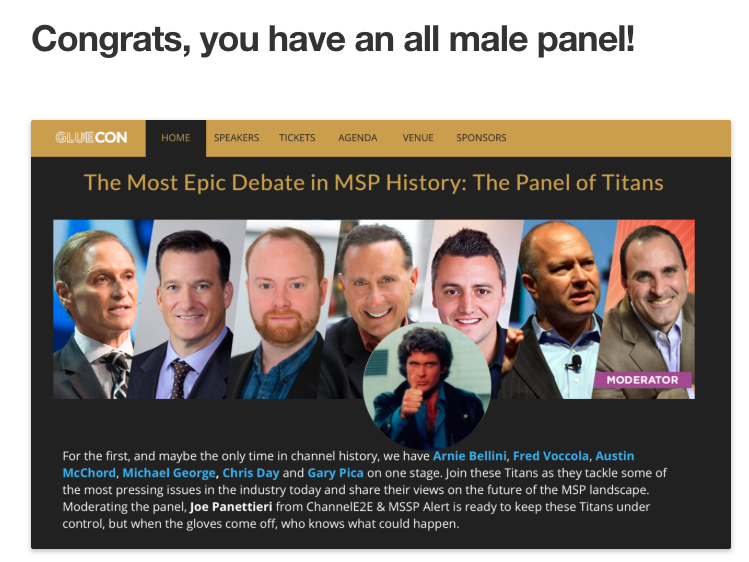 Congrats, you have an all male panel!
GLUECON HOME SPEAKERS TICKETS AGENDA VENUE SPONSORS
The Most Epic Debate in MSP History: The Panel of Titans
MODERATOR
For the first, and maybe the only time in channel history, we have Arnie Bellini, Fred Voccola, Austin
McChord, Michael George, Chris Day and Gary Pica on one stage. Join these Titans as they tackle some of
the most pressing issues in the industry today and share their views on the future of the MSP landscape.
Moderating the panel, Joe Panettieri from ChannelE2E & MSSP Alert is ready to keep these Titans under
control, but when the gloves come off, who knows what could happen.